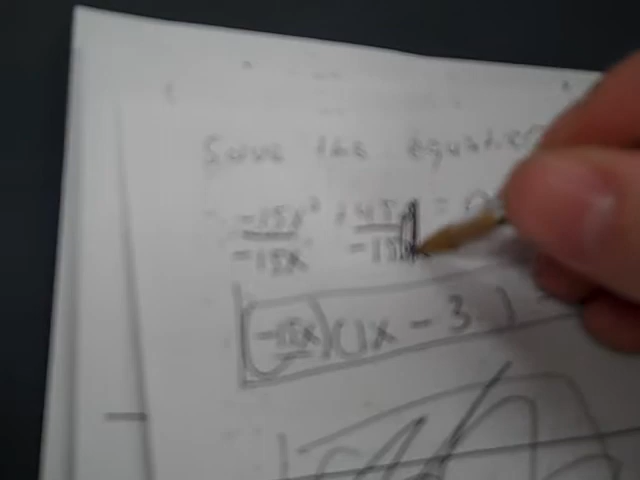 Solve the equation
-15x² +45x = 0
-15x -15x
(-15x)(1x - 3)